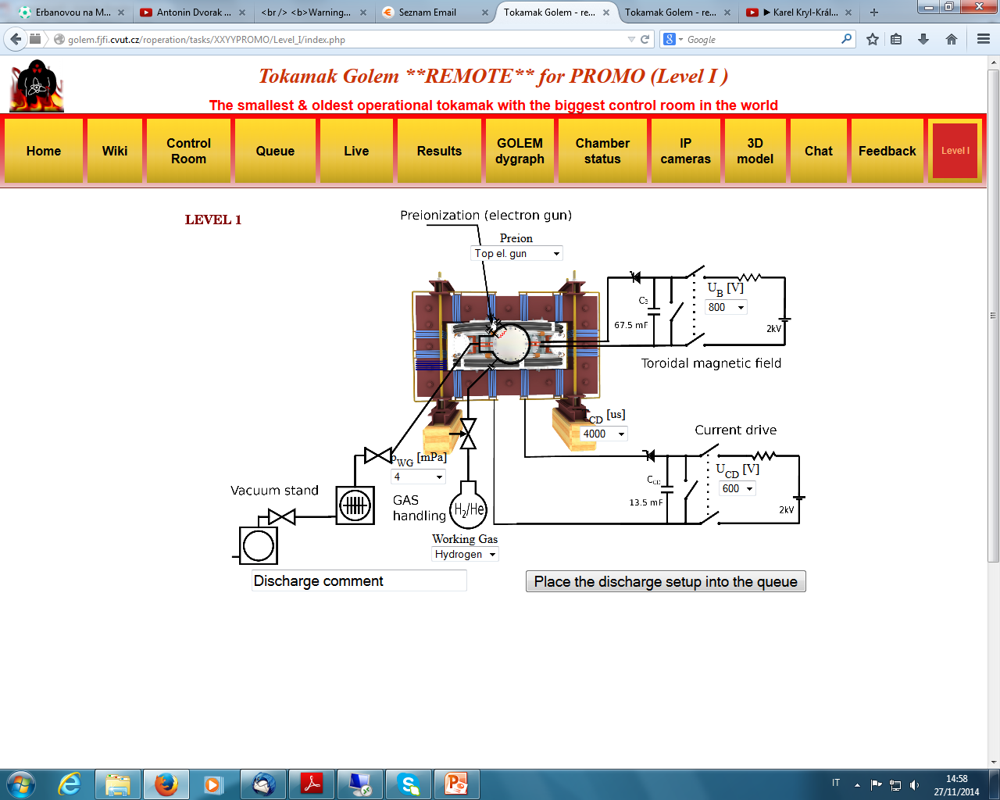 Erbanovou na M...
Antonin Dvorak ...
<br /> <b>Warning...
Seznam Email
Tokamak Golem - re...
Tokamak Golem - re...
▶ Karel Kryl-Král...
golem.fjfi.cvut.cz/roperation/tasks/XXYYPROMO/Level_I/index.php
Google
Tokamak Golem **REMOTE** for PROMO (Level I )
The smallest & oldest operational tokamak with the biggest control room in the world
Home
Wiki
Control
Room
Queue
Live
Results
GOLEM
dygraph
Chamber
status
IP
cameras
3D
model
Chat
Feedback
Level I
LEVEL 1
Preionization (electron gun)
Preion
Top el. gun
U_B [V]
800
C_B
67.5 mF
2kV
Toroidal magnetic field
CD [us]
4000
Current drive
U_CD [V]
600
C_CD
13.5 mF
2kV
p_WG [mPa]
4
Vacuum stand
GAS
handling
H2/He
Working Gas
Hydrogen
Discharge comment
Place the discharge setup into the queue
IT
14:58
27/11/2014